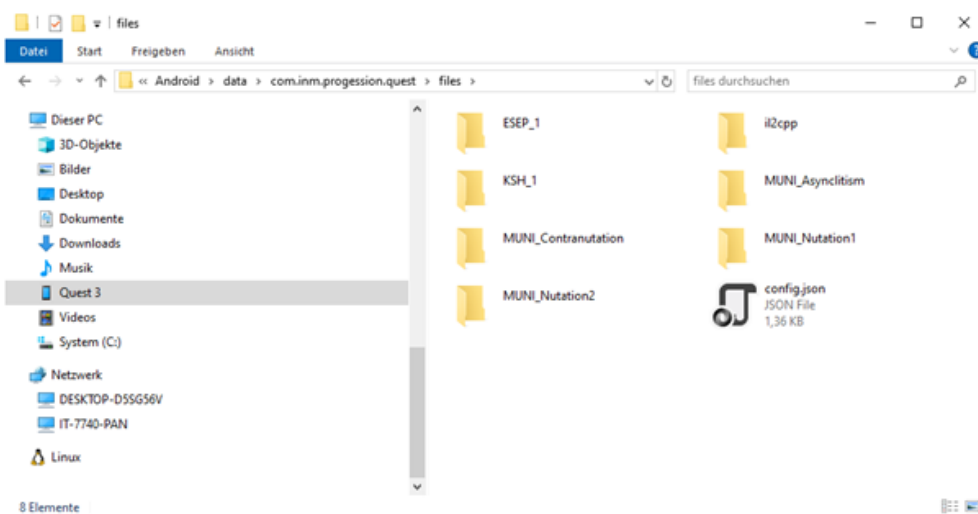 files
Datei Start Freigeben Ansicht
« Android > data > com.inm.progession.quest > files >
files durchsuchen
Dieser PC
3D-Objekte
Bilder
Desktop
Dokumente
Downloads
Musik
Quest 3
Videos
System (C:)
Netzwerk
DESKTOP-D5SG56V
IT-7740-PAN
Linux
ESEP_1
il2cpp
KSH_1
MUNI_Asynclitism
MUNI_Contranutation
MUNI_Nutation1
MUNI_Nutation2
config.json
JSON File
1,36 KB
8 Elemente